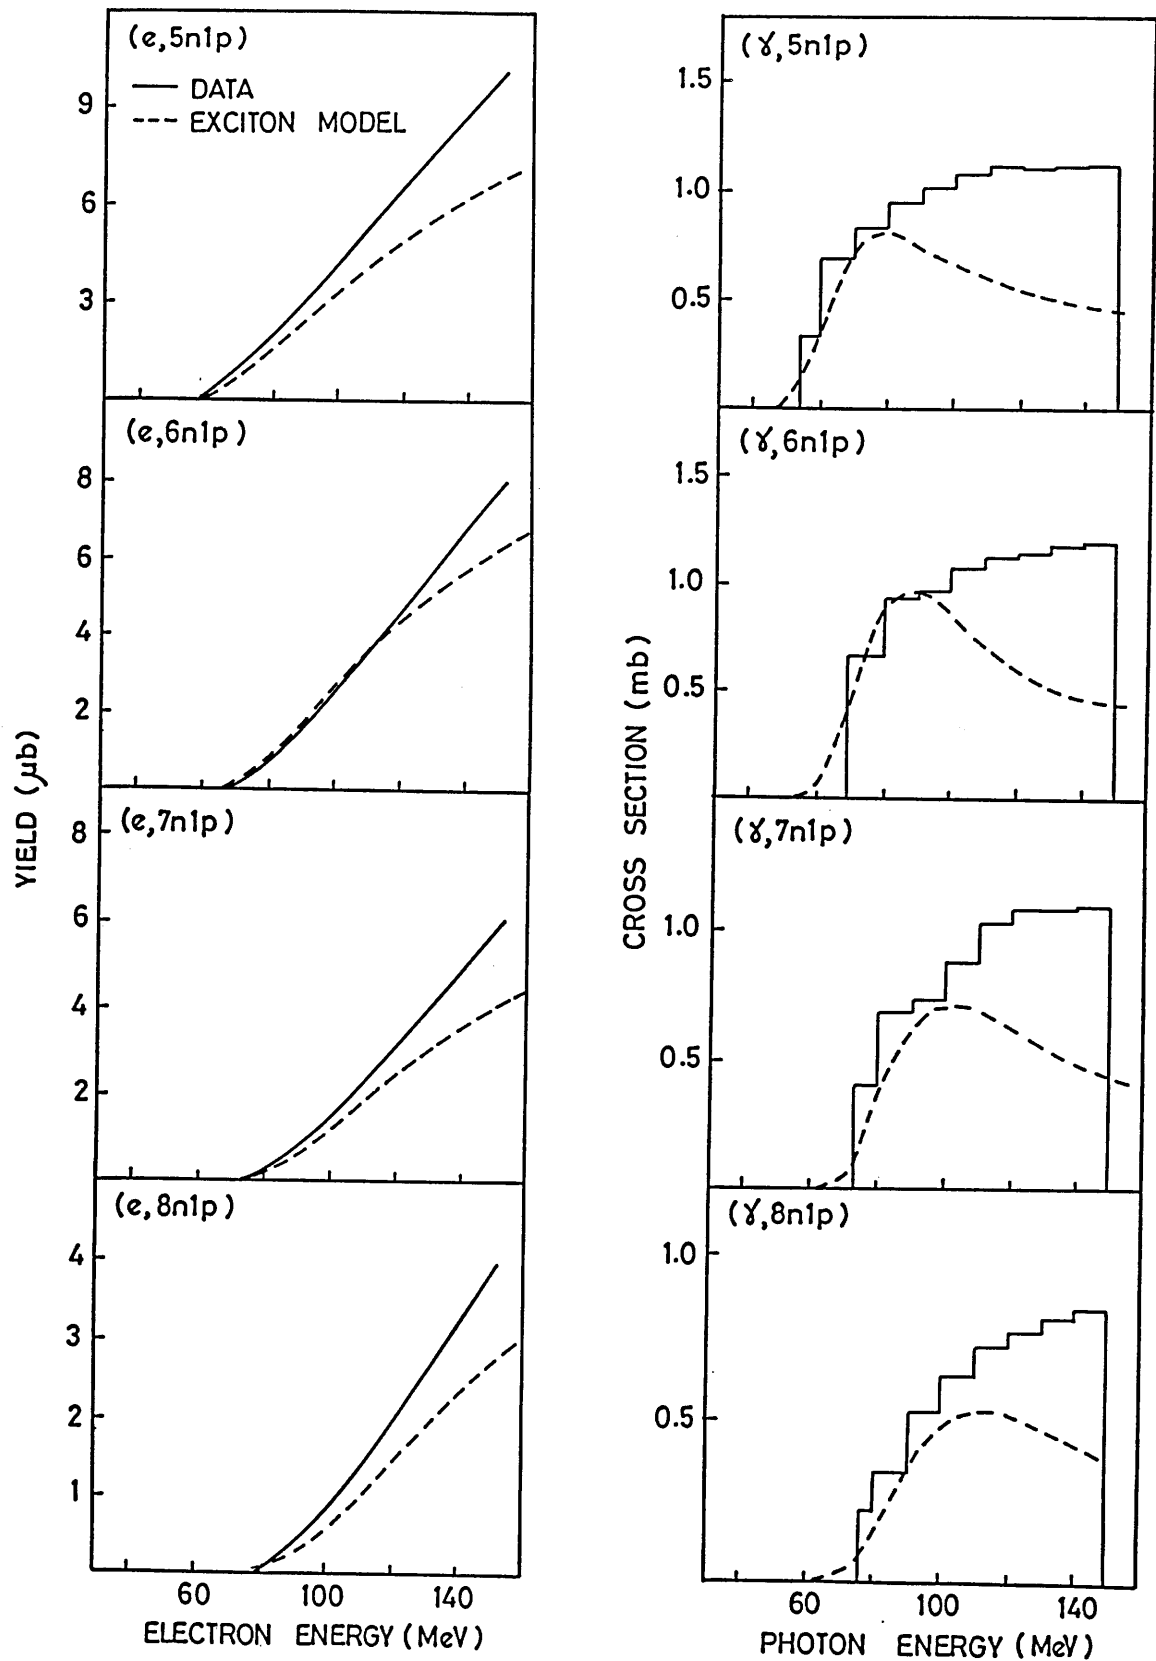 (e,5n1p)
DATA
EXCITON MODEL
9
6
3
(e,6n1p)
8
6
4
2
(e,7n1p)
8
6
4
2
(e,8n1p)
4
3
2
1
60 100 140
ELECTRON ENERGY (MeV)
YIELD (μb)
(γ,5n1p)
1.5
1.0
0.5
(γ,6n1p)
1.5
1.0
0.5
(γ,7n1p)
1.0
0.5
(γ,8n1p)
1.0
0.5
60 100 140
PHOTON ENERGY (MeV)
CROSS SECTION (mb)